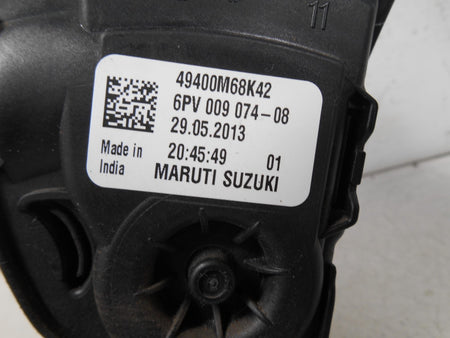 11
49400M68K42
6PV 009 074-08
29.05.2013
Made in India
20:45:49 01
MARUTI SUZUKI